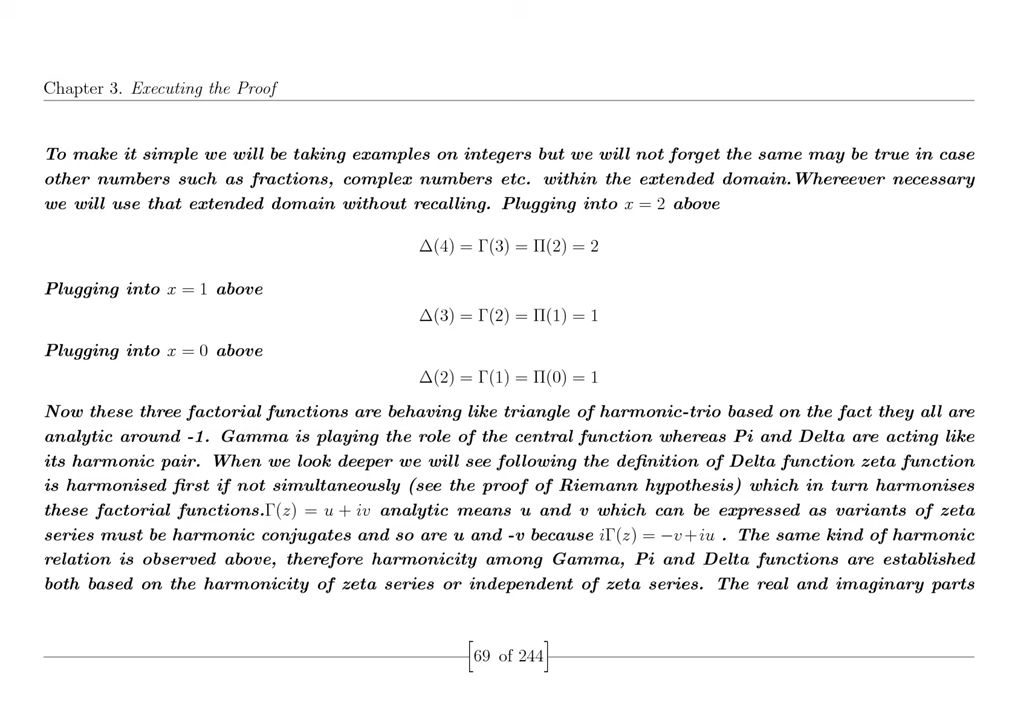 Chapter 3. Executing the Proof
To make it simple we will be taking examples on integers but we will not forget the same may be true in case
other numbers such as fractions, complex numbers etc. within the extended domain.Whereever necessary
we will use that extended domain without recalling. Plugging into x = 2 above
Δ(4) = Γ(3) = Π(2) = 2
Plugging into x = 1 above
Δ(3) = Γ(2) = Π(1) = 1
Plugging into x = 0 above
Δ(2) = Γ(1) = Π(0) = 1
Now these three factorial functions are behaving like triangle of harmonic-trio based on the fact they all are
analytic around -1. Gamma is playing the role of the central function whereas Pi and Delta are acting like
its harmonic pair. When we look deeper we will see following the definition of Delta function zeta function
is harmonised first if not simultaneously (see the proof of Riemann hypothesis) which in turn harmonises
these factorial functions.Γ(z) = u + iv analytic means u and v which can be expressed as variants of zeta
series must be harmonic conjugates and so are u and -v because iΓ(z) = −v+iu . The same kind of harmonic
relation is observed above, therefore harmonicity among Gamma, Pi and Delta functions are established
both based on the harmonicity of zeta series or independent of zeta series. The real and imaginary parts
[69 of 244]